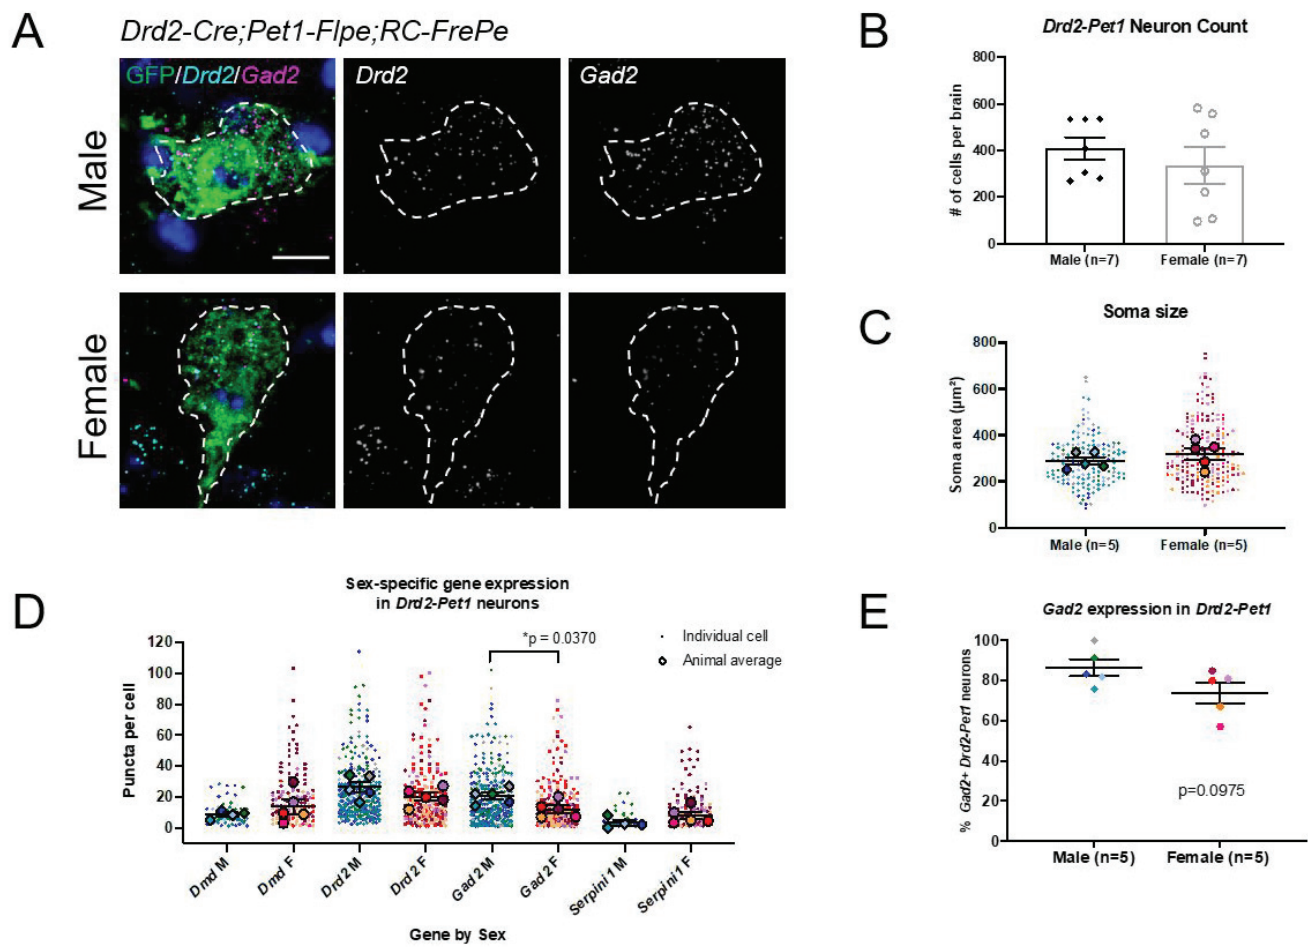 A
Drd2-Cre;Pet1-Flpe;RC-FrePe
GFP/Drd2/Gad2
Drd2
Gad2
Male
Female
B
Drd2-Pet1 Neuron Count
# of cells per brain
800
600
400
200
0
Male (n=7)
Female (n=7)
C
Soma size
Soma area (µm²)
800
600
400
200
0
Male (n=5)
Female (n=5)
D
Sex-specific gene expression
in Drd2-Pet1 neurons
*p = 0.0370
Individual cell
Animal average
Puncta per cell
120
100
80
60
40
20
0
Dmd M
Dmd F
Drd2 M
Drd2 F
Gad2 M
Gad2 F
Serpini1 M
Serpini1 F
Gene by Sex
E
Gad2 expression in Drd2-Pet1
% Gad2+ Drd2-Pet1 neurons
100
80
60
40
20
0
p=0.0975
Male (n=5)
Female (n=5)